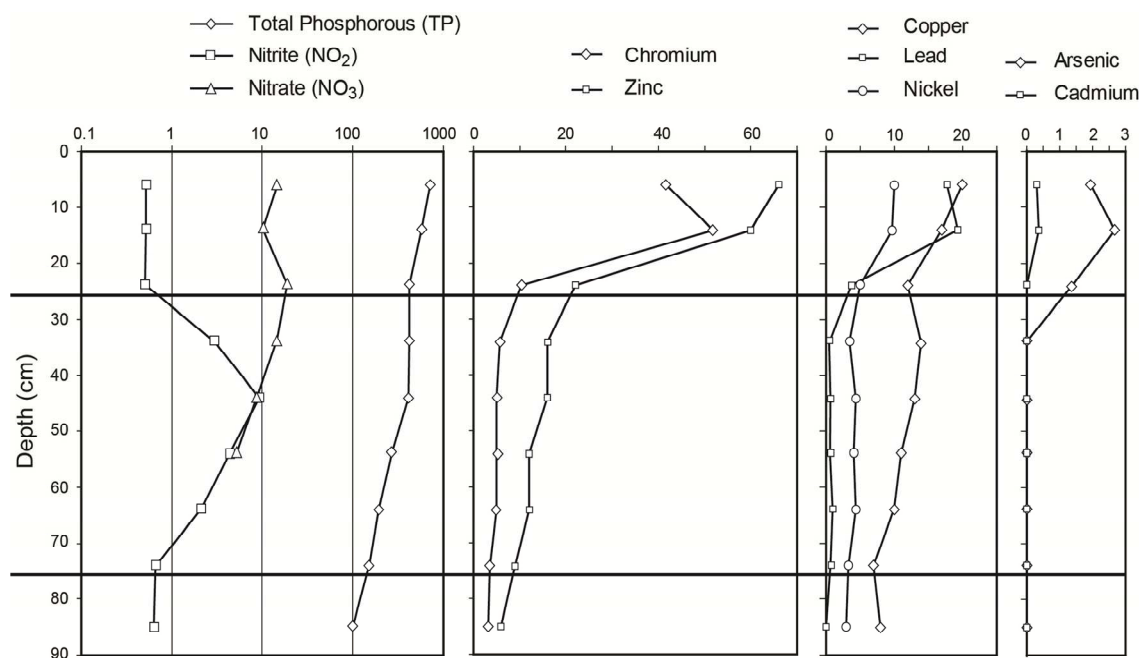 Total Phosphorous (TP)
Nitrite (NO2)
Nitrate (NO3)
Chromium
Zinc
Copper
Lead
Nickel
Arsenic
Cadmium
0.1 1 10 100 1000
0 20 40 60
0 10 20
0 1 2 3
Depth (cm)
0
10
20
30
40
50
60
70
80
90